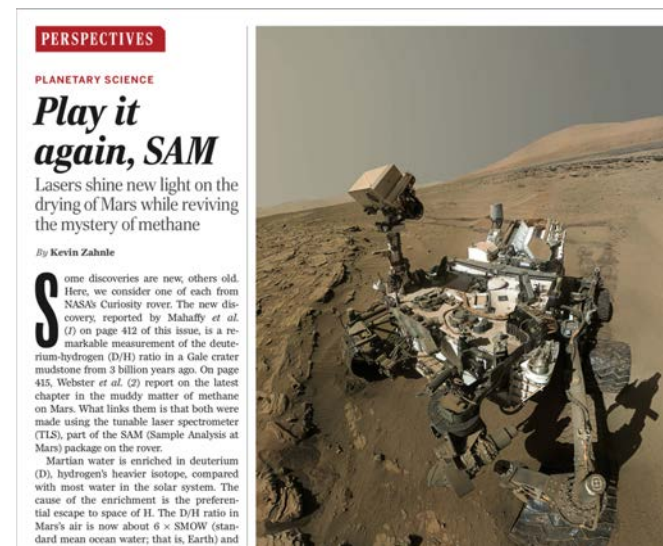 PERSPECTIVES
PLANETARY SCIENCE
Play it
again, SAM
Lasers shine new light on the
drying of Mars while reviving
the mystery of methane
By Kevin Zahnle
Some discoveries are new, others old.
Here, we consider one of each from
NASA's Curiosity rover. The new dis-
covery, reported by Mahaffy et al.
(1) on page 412 of this issue, is a re-
markable measurement of the deute-
rium-hydrogen (D/H) ratio in a Gale crater
mudstone from 3 billion years ago. On page
415, Webster et al. (2) report on the latest
chapter in the muddy matter of methane
on Mars. What links them is that both were
made using the tunable laser spectrometer
(TLS), part of the SAM (Sample Analysis at
Mars) package on the rover.
Martian water is enriched in deuterium
(D), hydrogen's heavier isotope, compared
with most water in the solar system. The
cause of the enrichment is the preferen-
tial escape to space of H. The D/H ratio in
Mars's air is now about 6 × SMOW (stan-
dard mean ocean water; that is, Earth) and